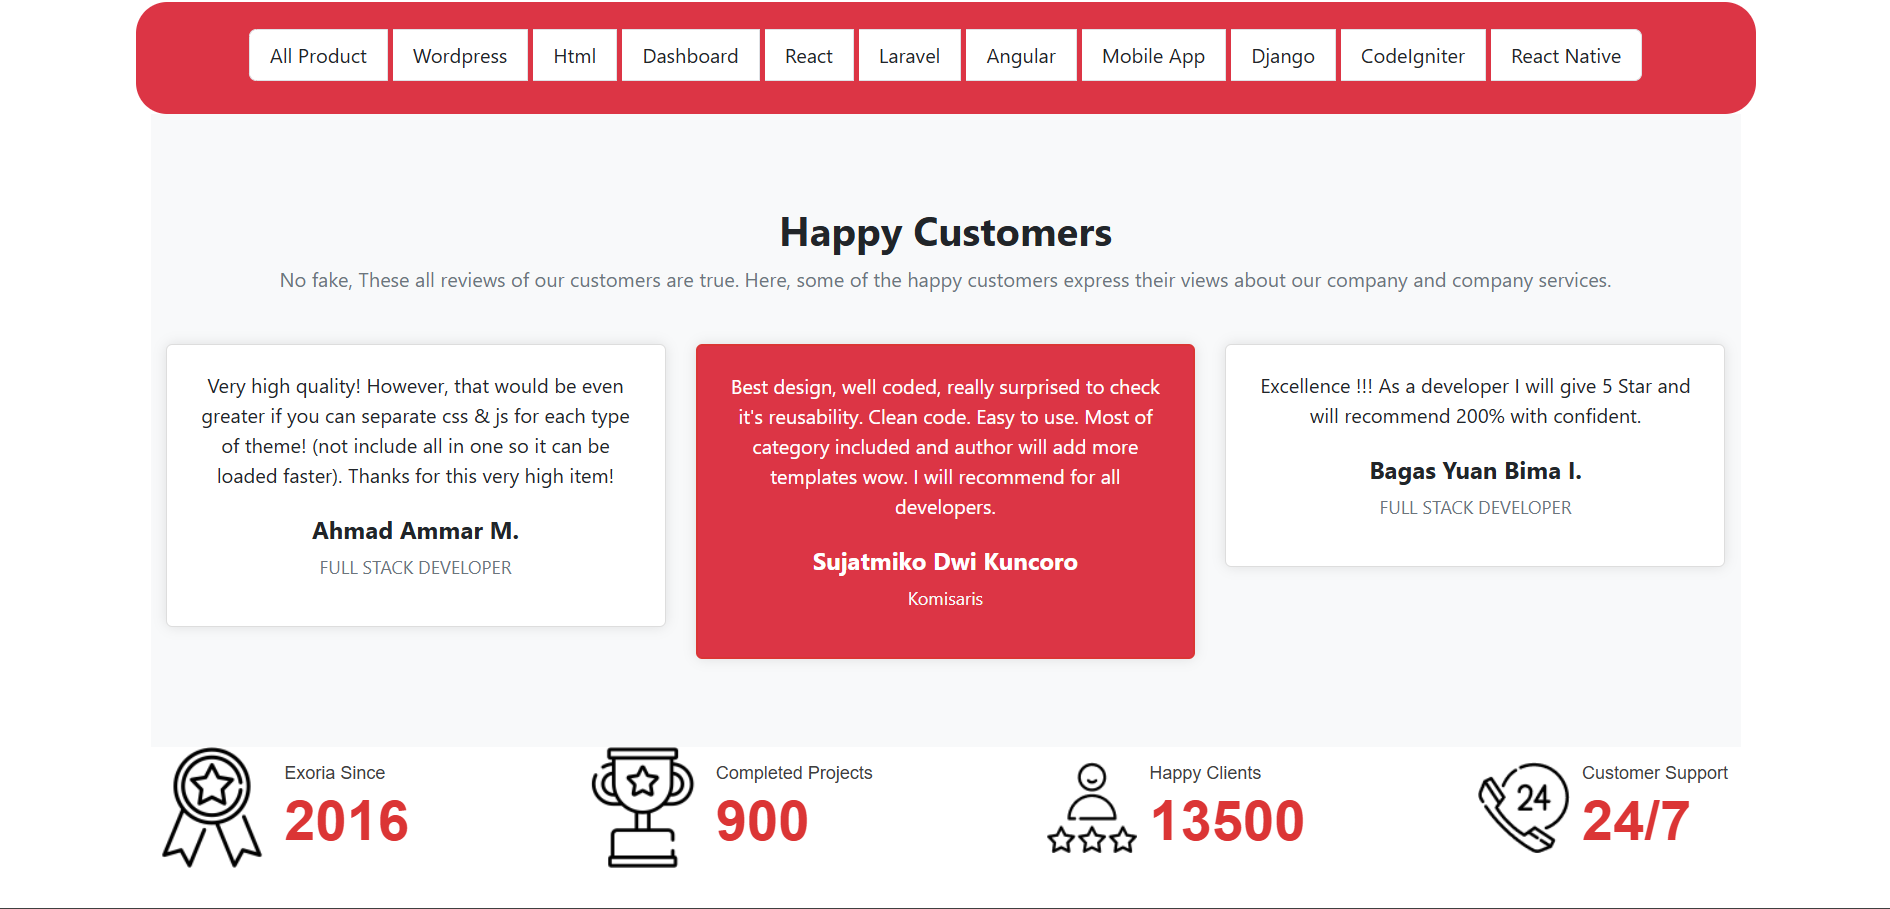 All Product Wordpress Html Dashboard React Laravel Angular Mobile App Django CodeIgniter React Native
Happy Customers
No fake, These all reviews of our customers are true. Here, some of the happy customers express their views about our company and company services.
Very high quality! However, that would be even
greater if you can separate css & js for each type
of theme! (not include all in one so it can be
loaded faster). Thanks for this very high item!
Ahmad Ammar M.
FULL STACK DEVELOPER
Best design, well coded, really surprised to check
it's reusability. Clean code. Easy to use. Most of
category included and author will add more
templates wow. I will recommend for all
developers.
Sujatmiko Dwi Kuncoro
Komisaris
Excellence !!! As a developer I will give 5 Star and
will recommend 200% with confident.
Bagas Yuan Bima I.
FULL STACK DEVELOPER
Exoria Since
2016
Completed Projects
900
Happy Clients
13500
24
Customer Support
24/7